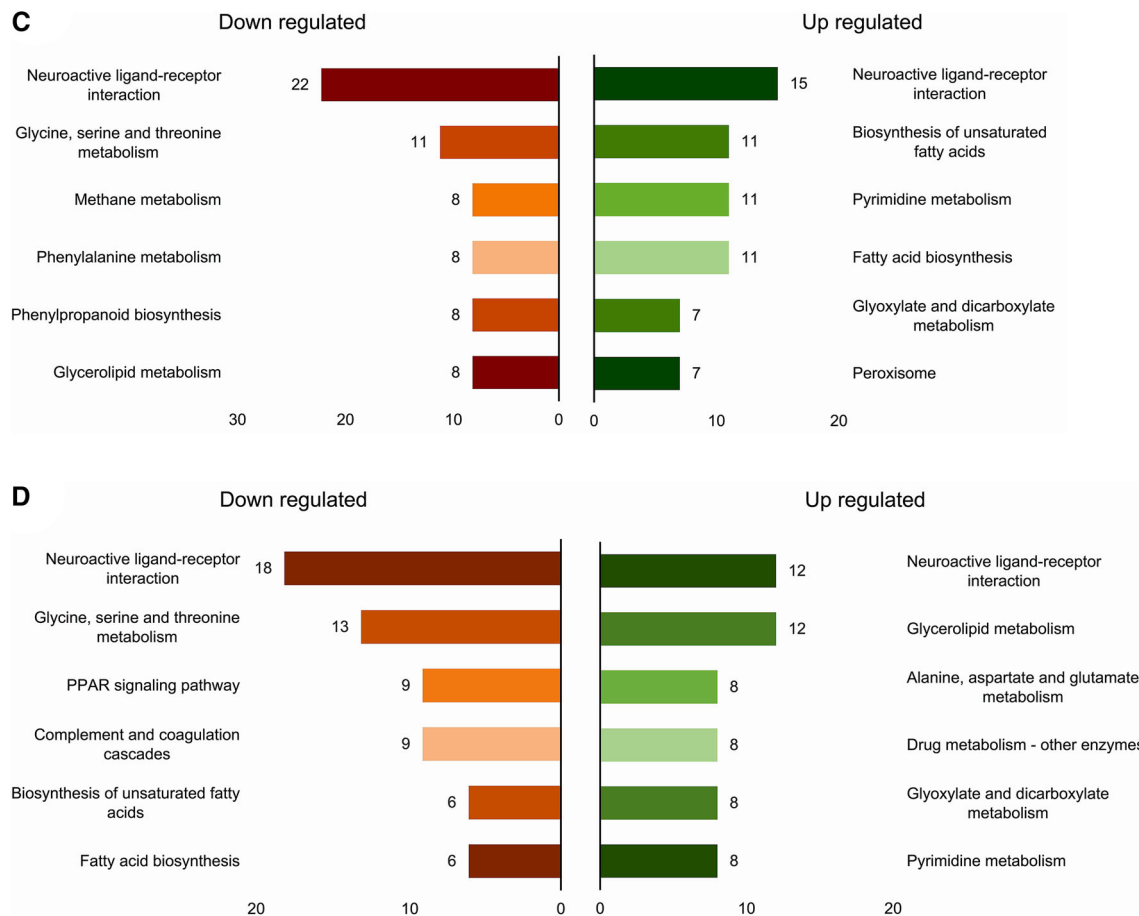 C
Down regulated
Up regulated
Neuroactive ligand-receptor
interaction
22
15
Neuroactive ligand-receptor
interaction
Glycine, serine and threonine
metabolism
11
11
Biosynthesis of unsaturated
fatty acids
Methane metabolism
8
11
Pyrimidine metabolism
Phenylalanine metabolism
8
11
Fatty acid biosynthesis
Phenylpropanoid biosynthesis
8
7
Glyoxylate and dicarboxylate
metabolism
Glycerolipid metabolism
8
7
Peroxisome
30 20 10 0 0 10 20
D
Down regulated
Up regulated
Neuroactive ligand-receptor
interaction
18
12
Neuroactive ligand-receptor
interaction
Glycine, serine and threonine
metabolism
13
12
Glycerolipid metabolism
PPAR signaling pathway
9
8
Alanine, aspartate and glutamate
metabolism
Complement and coagulation
cascades
9
8
Drug metabolism - other enzymes
Biosynthesis of unsaturated fatty
acids
6
8
Glyoxylate and dicarboxylate
metabolism
Fatty acid biosynthesis
6
8
Pyrimidine metabolism
20 10 0 0 10 20